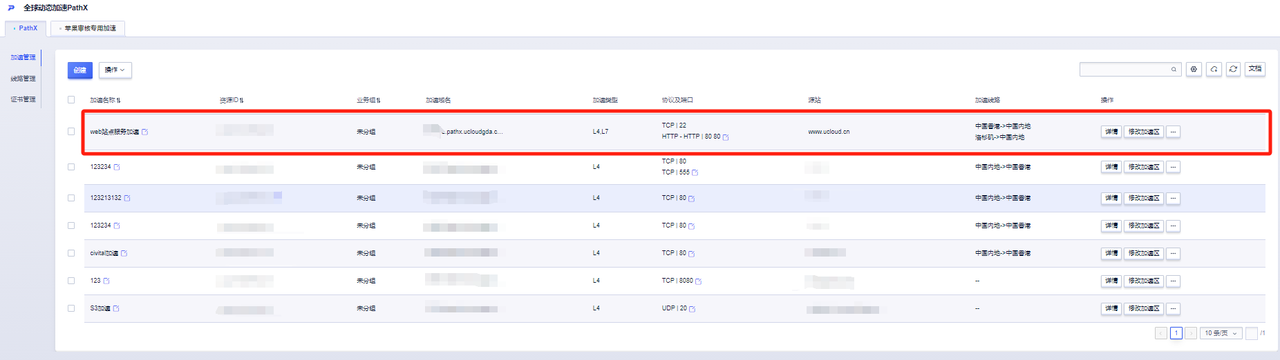 全球动态加速PathX
PathX
苹果审核专用加速
加速管理
线路管理
证书管理
创建
操作
文档
加速名称 资源ID 业务组 加速域名 加速类型 协议及端口 源站 加速线路 操作
web站点服务加速 未分组 .pathx.ucloudgda.c... L4,L7 TCP | 22 www.ucloud.cn 中国香港->中国内地 详情 修改加速区 ...
HTTP - HTTP | 80 80 洛杉矶->中国内地
123234 未分组 L4 TCP | 80 中国内地->中国香港 详情 修改加速区 ...
TCP | 555
123213132 未分组 L4 TCP | 80 中国内地->中国香港 详情 修改加速区 ...
123234 未分组 L4 TCP | 80 中国内地->中国香港 详情 修改加速区 ...
civital加速 未分组 L4 TCP | 80 中国内地->中国香港 详情 修改加速区 ...
123 未分组 L4 TCP | 8080 -- 详情 修改加速区 ...
S3加速 未分组 L4 UDP | 20 -- 详情 修改加速区 ...
1 10 条/页 /1